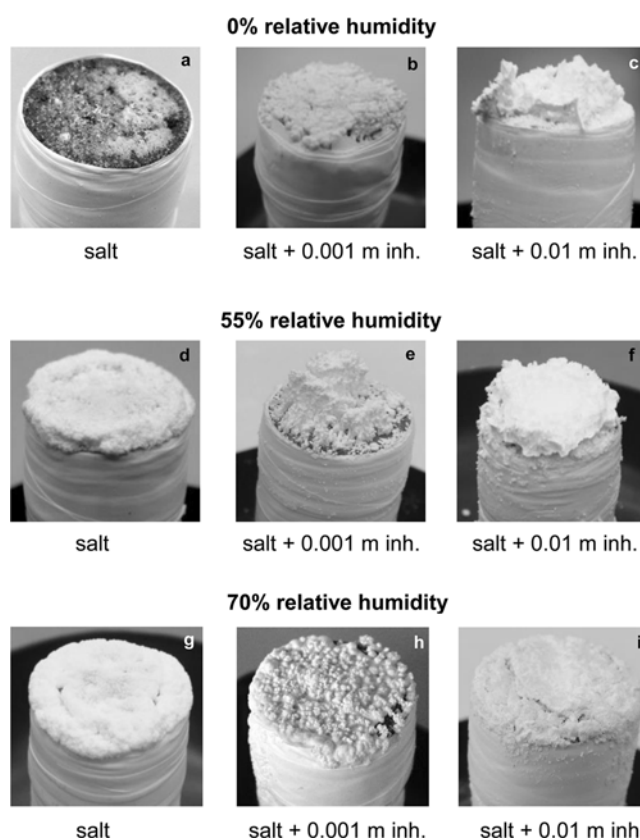 0% relative humidity
a b c
salt salt + 0.001 m inh. salt + 0.01 m inh.
55% relative humidity
d e f
salt salt + 0.001 m inh. salt + 0.01 m inh.
70% relative humidity
g h i
salt salt + 0.001 m inh. salt + 0.01 m inh